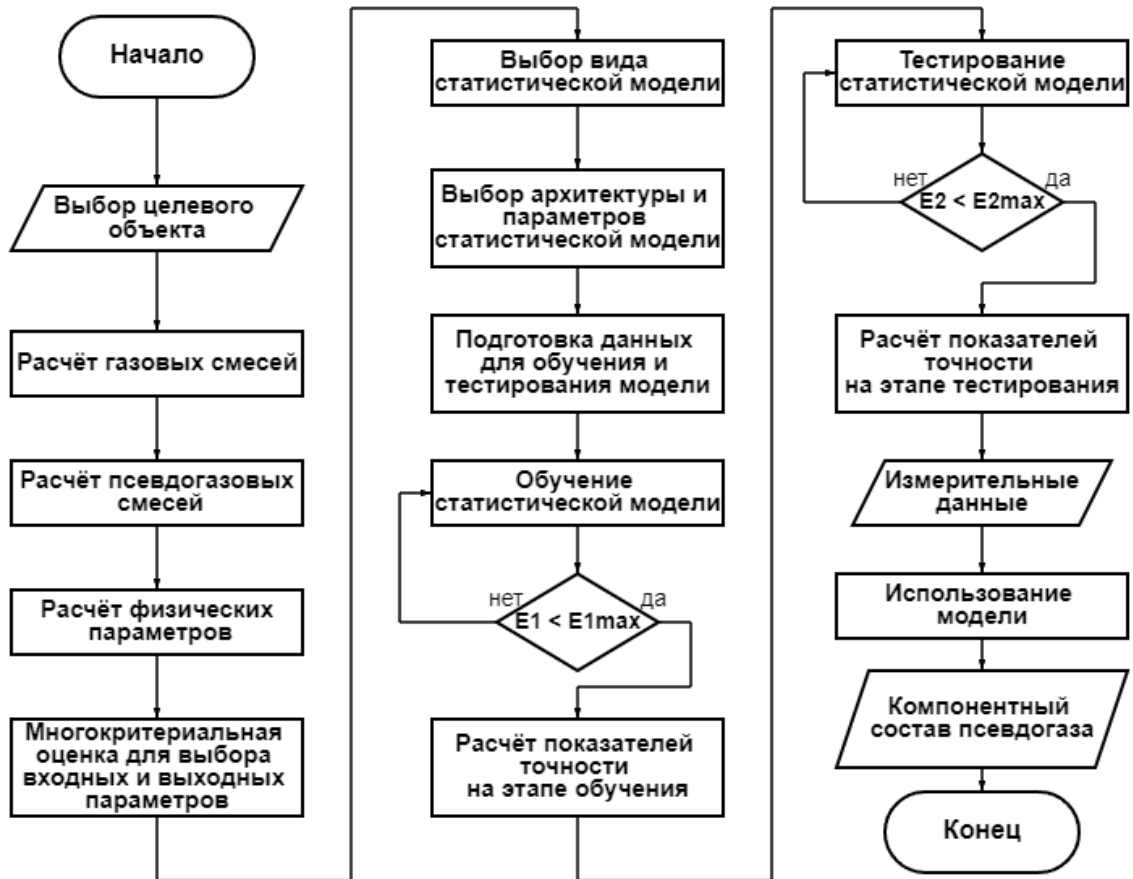 Начало
Выбор целевого
объекта
Расчёт газовых смесей
Расчёт псевдогазовых
смесей
Расчёт физических
параметров
Многокритериальная
оценка для выбора
входных и выходных
параметров
Выбор вида
статистической модели
Выбор архитектуры и
параметров
статистической модели
Подготовка данных
для обучения и
тестирования модели
Обучение
статистической модели
нет
да
E1 < E1max
Расчёт показателей
точности
на этапе обучения
Тестирование
статистической модели
нет
да
E2 < E2max
Расчёт показателей
точности
на этапе тестирования
Измерительные
данные
Использование
модели
Компонентный
состав псевдогаза
Конец